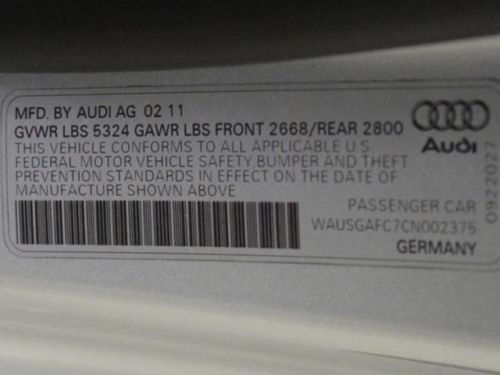 MFD. BY AUDI AG 02 11
GVWR LBS 5324 GAWR LBS FRONT 2668/REAR 2800
THIS VEHICLE CONFORMS TO ALL APPLICABLE U S
FEDERAL MOTOR VEHICLE SAFETY BUMPER AND THEFT
PREVENTION STANDARDS IN EFFECT ON THE DATE OF
MANUFACTURE SHOWN ABOVE
Audi
PASSENGER CAR
WAUSGAFC7CN002375
GERMANY
0922027